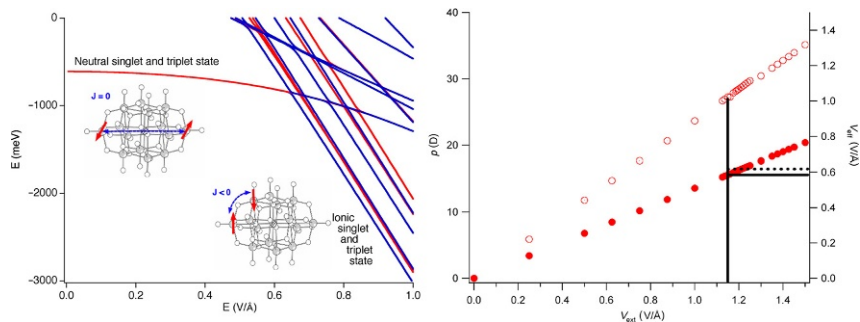 Neutral singlet and triplet state
J = 0
J < 0
Ionic
singlet
and
triplet
state
E (meV)
0
-1000
-2000
-3000
0.0 0.2 0.4 0.6 0.8 1.0
E (V/Å)
p (D)
40
30
20
10
0
0.0 0.2 0.4 0.6 0.8 1.0 1.2 1.4
V_ext (V/Å)
1.4
1.2
1.0
0.8
0.6
0.4
0.2
0.0
V_eff (V/Å)